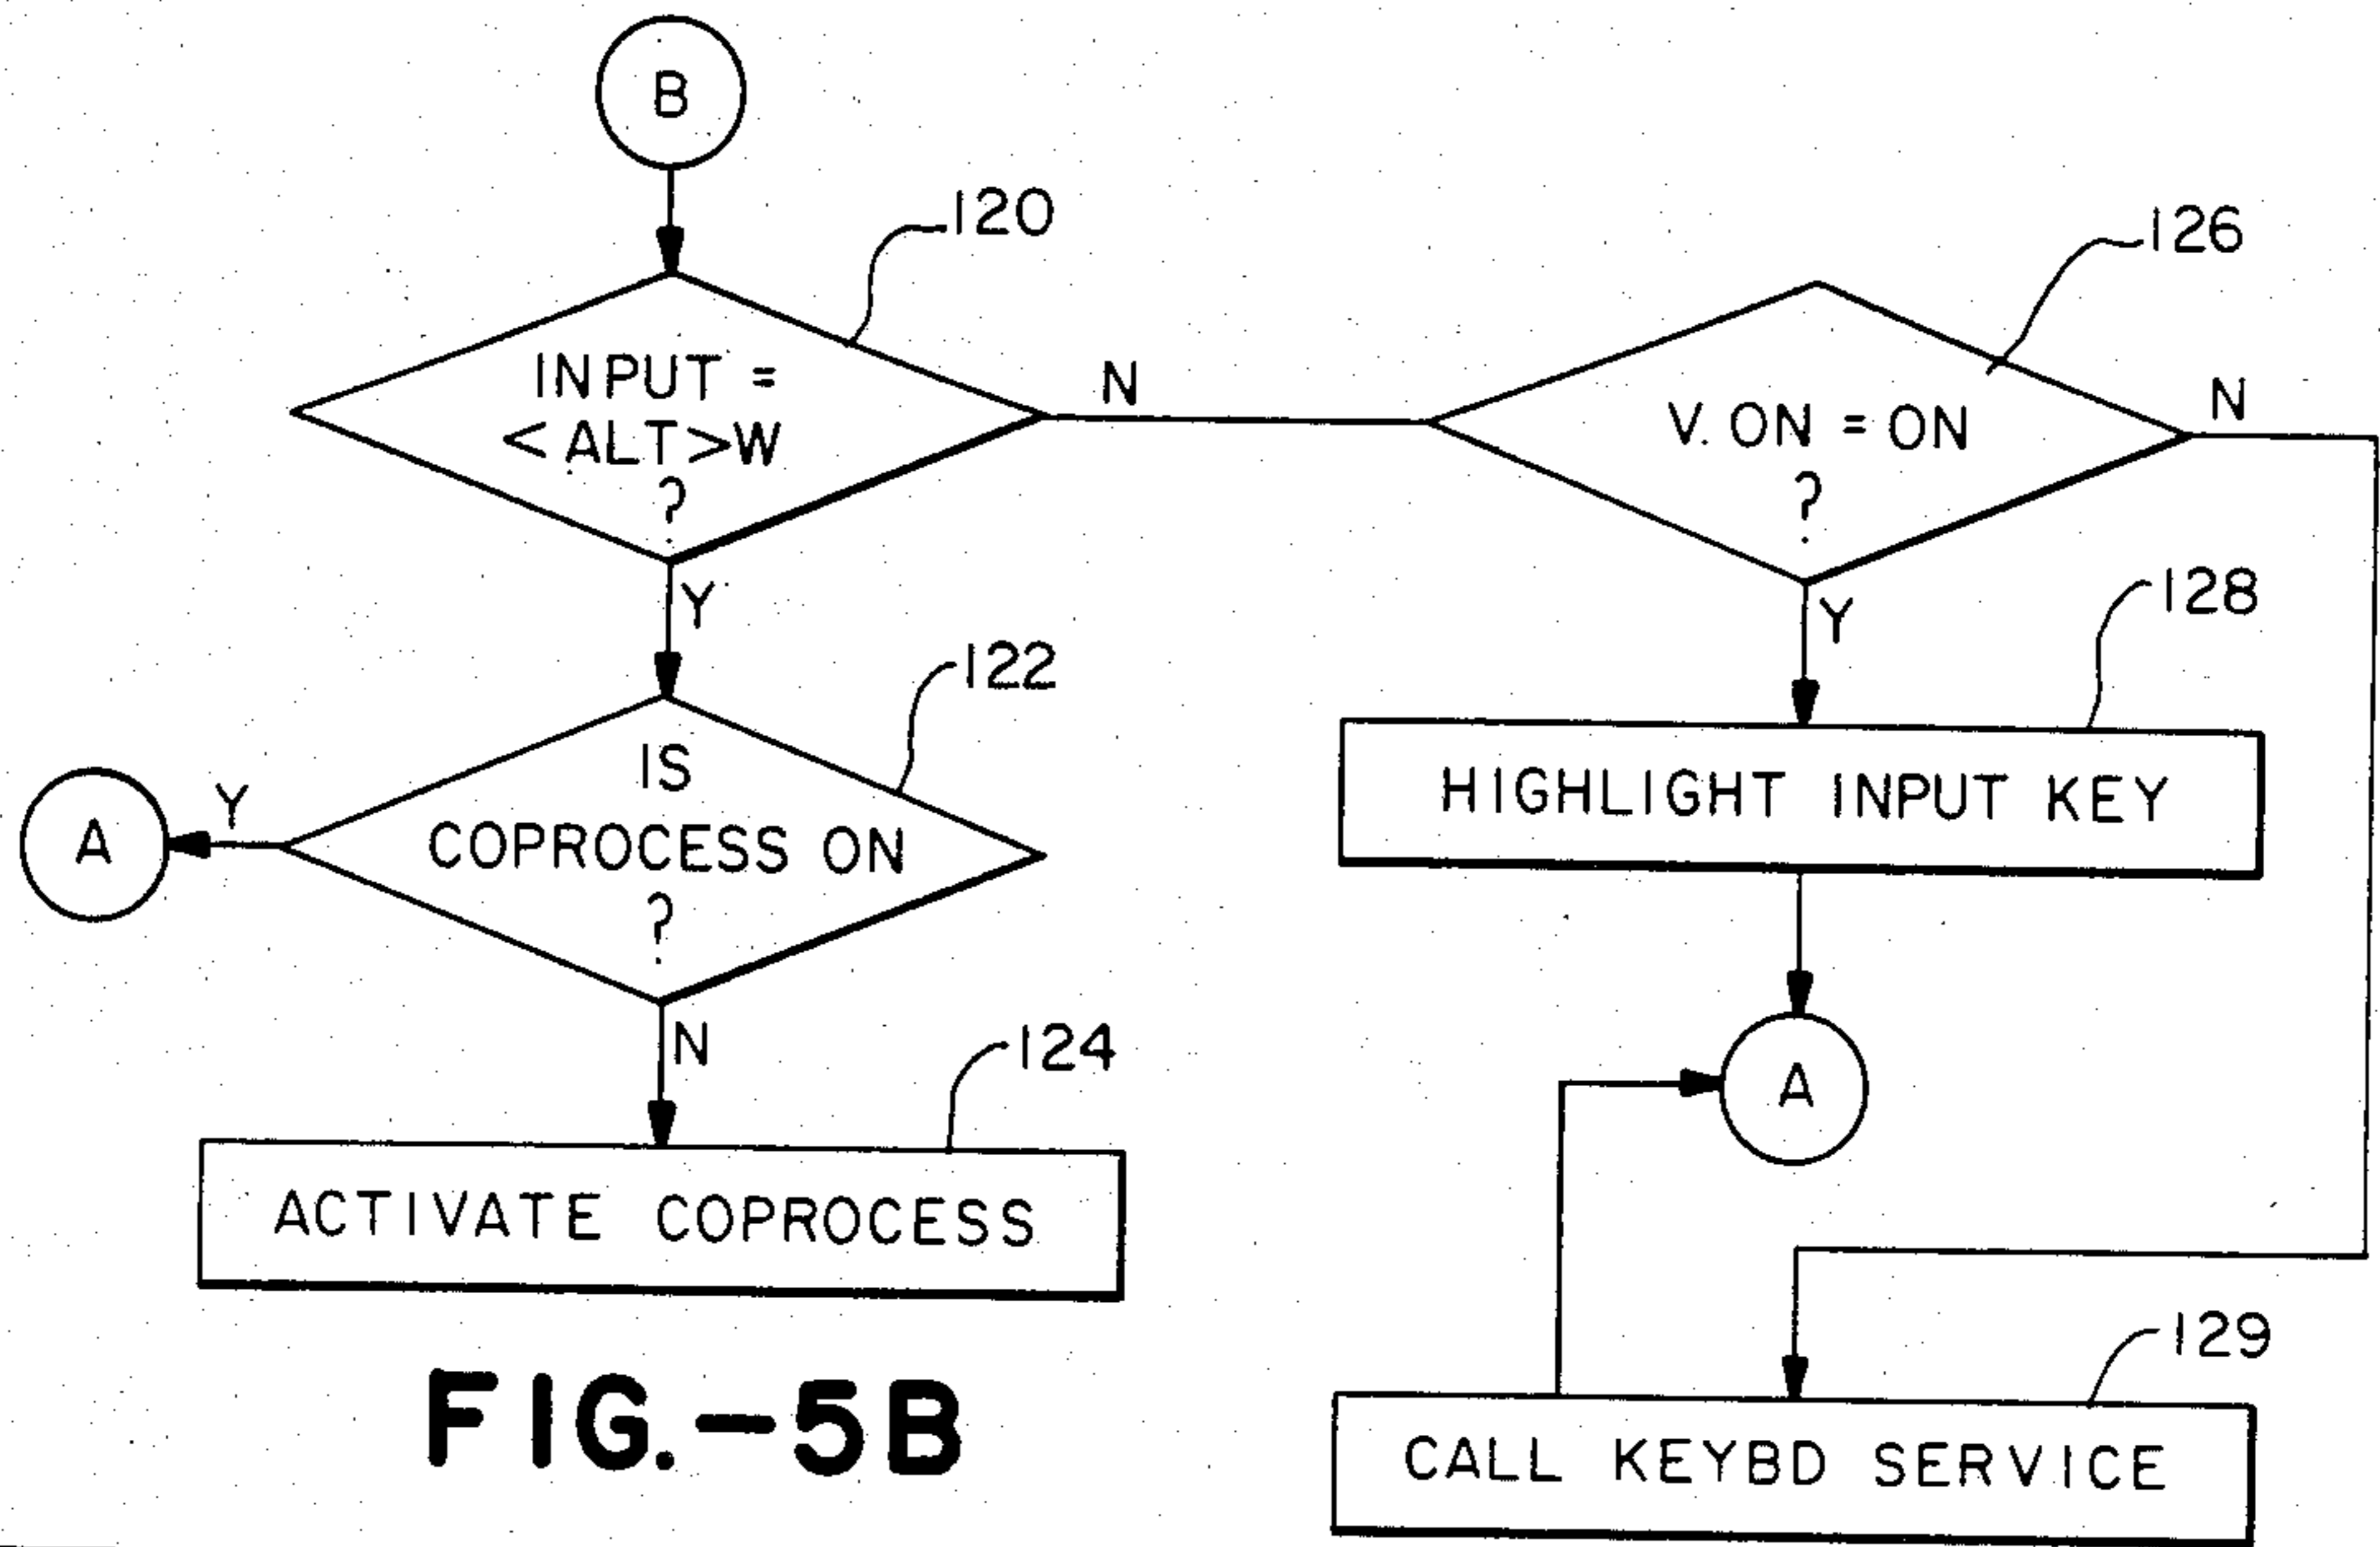 B
120
INPUT =
<ALT>W
?
N
Y
126
V. ON = ON
?
N
Y
128
HIGHLIGHT INPUT KEY
A
122
IS
COPROCESS ON
?
Y
A
N
124
ACTIVATE COPROCESS
129
CALL KEYBD SERVICE
FIG.-5B